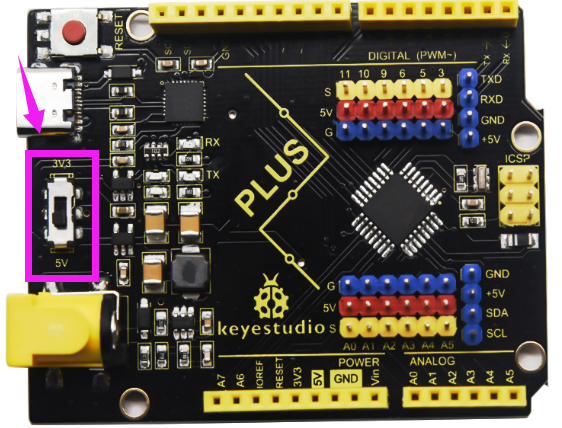 RESET
DIGITAL (PWM~)
TX
RX
11 10 9 6 5 3
S
5V
G
TXD
RXD
GND
+5V
ICSP
3V3
5V
RX
TX
PLUS
G
5V
S
A0 A1 A2 A3 A4 A5
GND
+5V
SDA
SCL
keyestudio
POWER
ANALOG
A7 A6 IOREF RESET 3V3 5V GND Vin
A0 A1 A2 A3 A4 A5